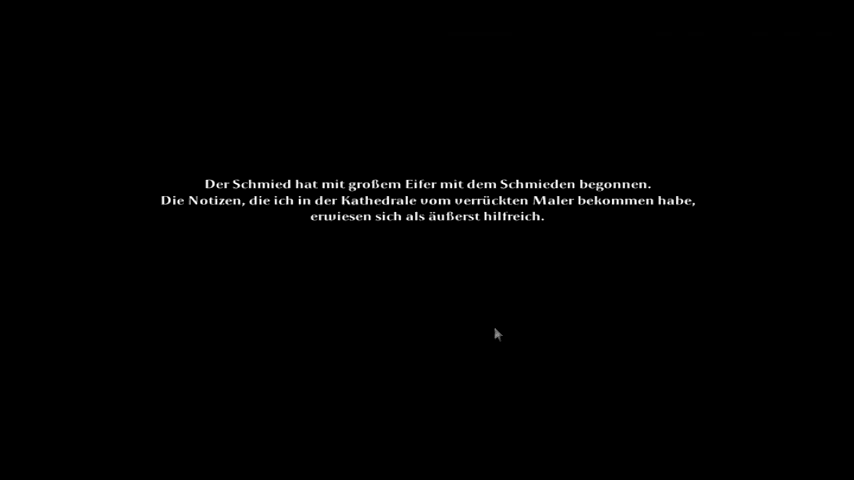 Der Schmied hat mit großem Eifer mit dem Schmieden begonnen.
Die Notizen, die ich in der Kathedrale vom verrückten Maler bekommen habe,
erwiesen sich als äußerst hilfreich.